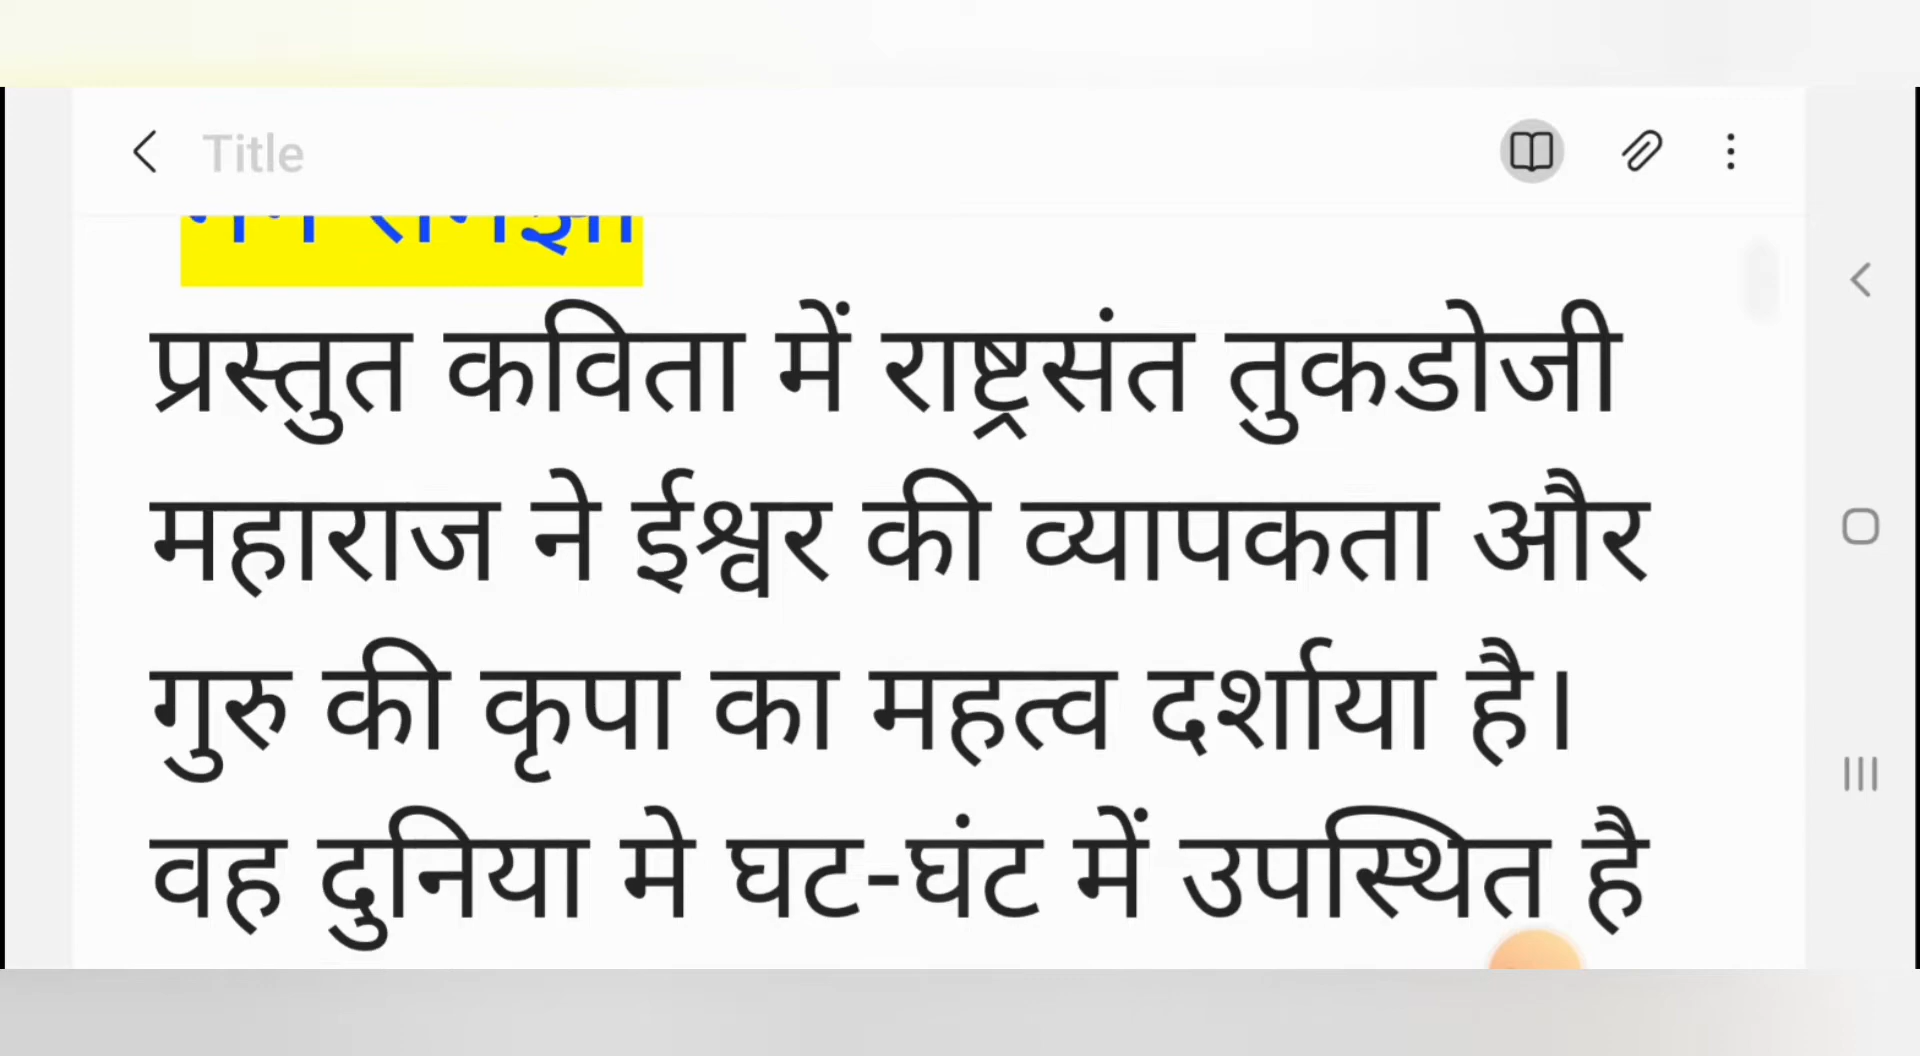 Title
प्रस्तुत कविता में राष्ट्रसंत तुकडोजी
महाराज ने ईश्वर की व्यापकता और
गुरु की कृपा का महत्व दर्शाया है।
वह दुनिया मे घट-घंट में उपस्थित है